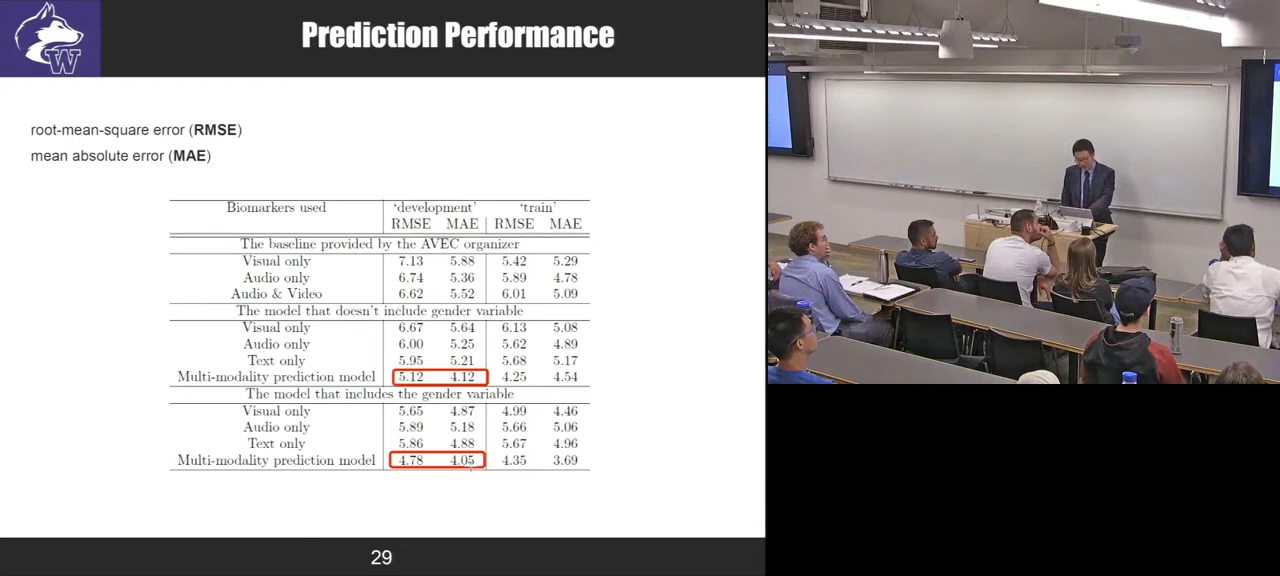 W
Prediction Performance
root-mean-square error (RMSE)
mean absolute error (MAE)
Biomarkers used ‘development’ ‘train’
RMSE MAE RMSE MAE
The baseline provided by the AVEC organizer
Visual only 7.13 5.88 5.42 5.29
Audio only 6.74 5.36 5.89 4.78
Audio & Video 6.62 5.52 6.01 5.09
The model that doesn't include gender variable
Visual only 6.67 5.64 6.13 5.08
Audio only 6.00 5.25 5.62 4.89
Text only 5.95 5.21 5.68 5.17
Multi-modality prediction model 5.12 4.12 4.25 4.54
The model that includes the gender variable
Visual only 5.65 4.87 4.99 4.46
Audio only 5.89 5.18 5.66 5.06
Text only 5.86 4.88 5.67 4.96
Multi-modality prediction model 4.78 4.05 4.35 3.69
29